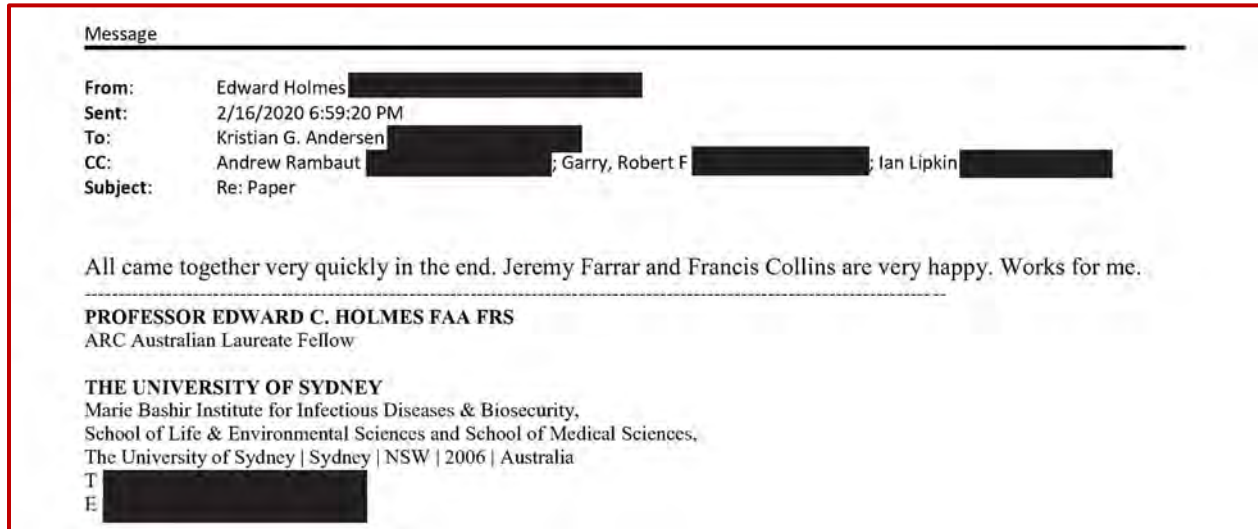 Message
From: Edward Holmes
Sent: 2/16/2020 6:59:20 PM
To: Kristian G. Andersen
CC: Andrew Rambaut ; Garry, Robert F ; Ian Lipkin
Subject: Re: Paper
All came together very quickly in the end. Jeremy Farrar and Francis Collins are very happy. Works for me.
PROFESSOR EDWARD C. HOLMES FAA FRS
ARC Australian Laureate Fellow
THE UNIVERSITY OF SYDNEY
Marie Bashir Institute for Infectious Diseases & Biosecurity,
School of Life & Environmental Sciences and School of Medical Sciences,
The University of Sydney | Sydney | NSW | 2006 | Australia
T
E